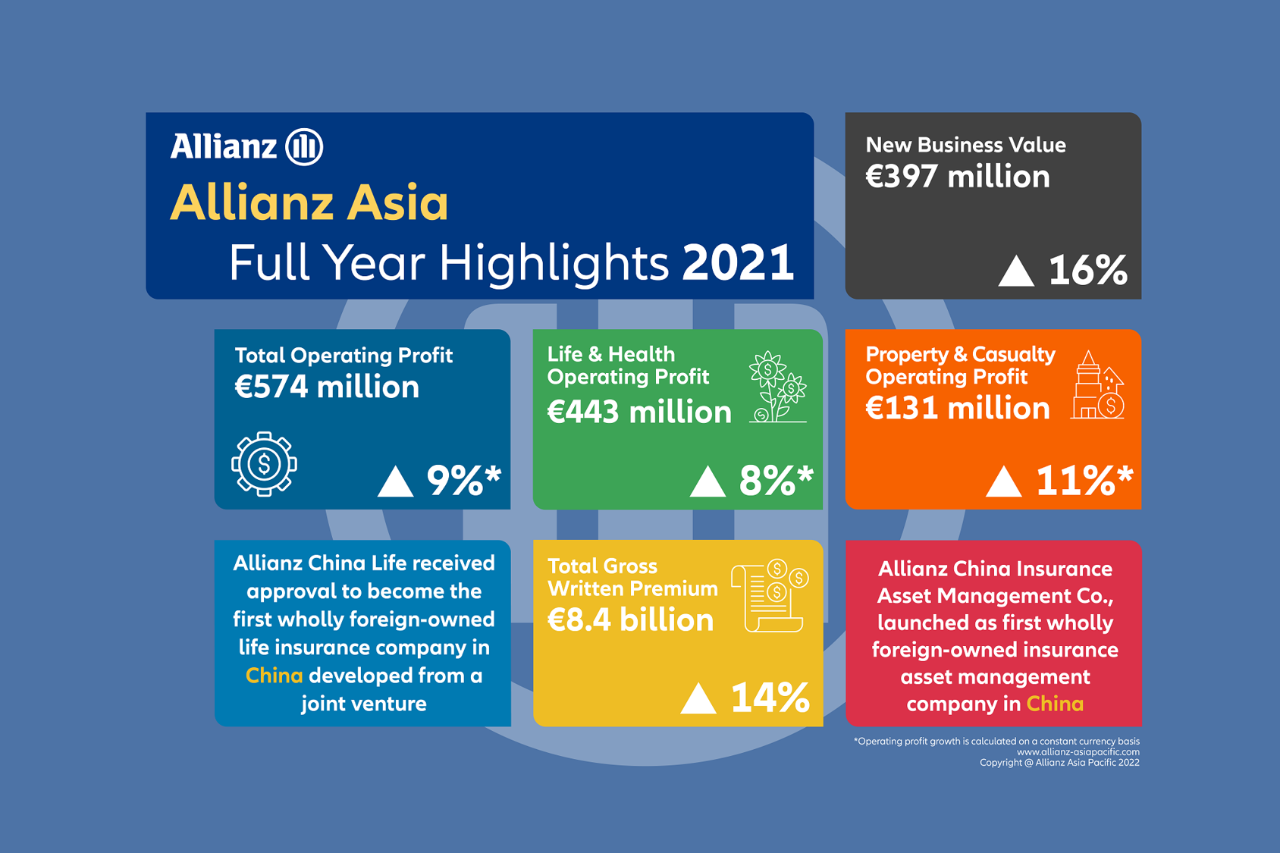 Allianz
Allianz Asia
Full Year Highlights 2021
New Business Value
€397 million
▲ 16%
Total Operating Profit
€574 million
▲ 9%*
Life & Health
Operating Profit
€443 million
▲ 8%*
Property & Casualty
Operating Profit
€131 million
▲ 11%*
Allianz China Life received
approval to become the
first wholly foreign-owned
life insurance company in
China developed from a
joint venture
Total Gross
Written Premium
€8.4 billion
▲ 14%
Allianz China Insurance
Asset Management Co.,
launched as first wholly
foreign-owned insurance
asset management
company in China
*Operating profit growth is calculated on a constant currency basis
www.allianz-asiapacific.com
Copyright @ Allianz Asia Pacific 2022